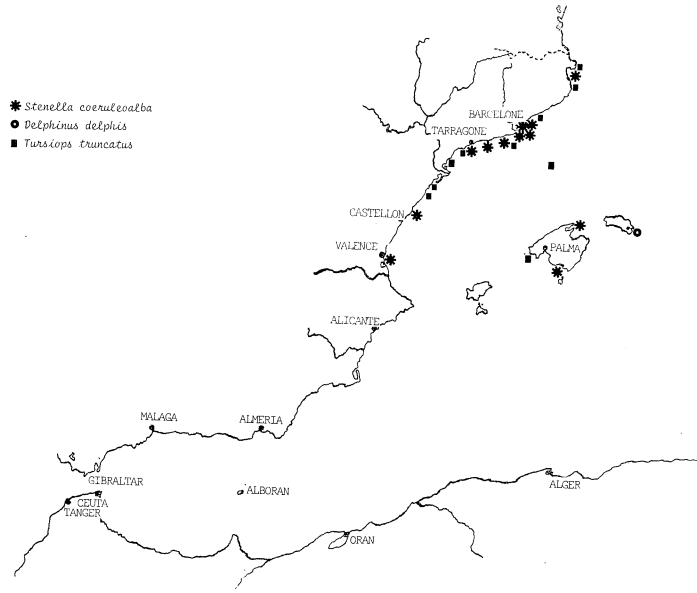 Stenella coeruleoalba
Delphinus delphis
Tursiops truncatus
BARCELONE
TARRAGONE
CASTELLON
VALENCE
PALMA
ALICANTE
MALAGA
ALMERIA
GIBRALTAR
ALBORAN
ALGER
CEUTA
TANGER
ORAN